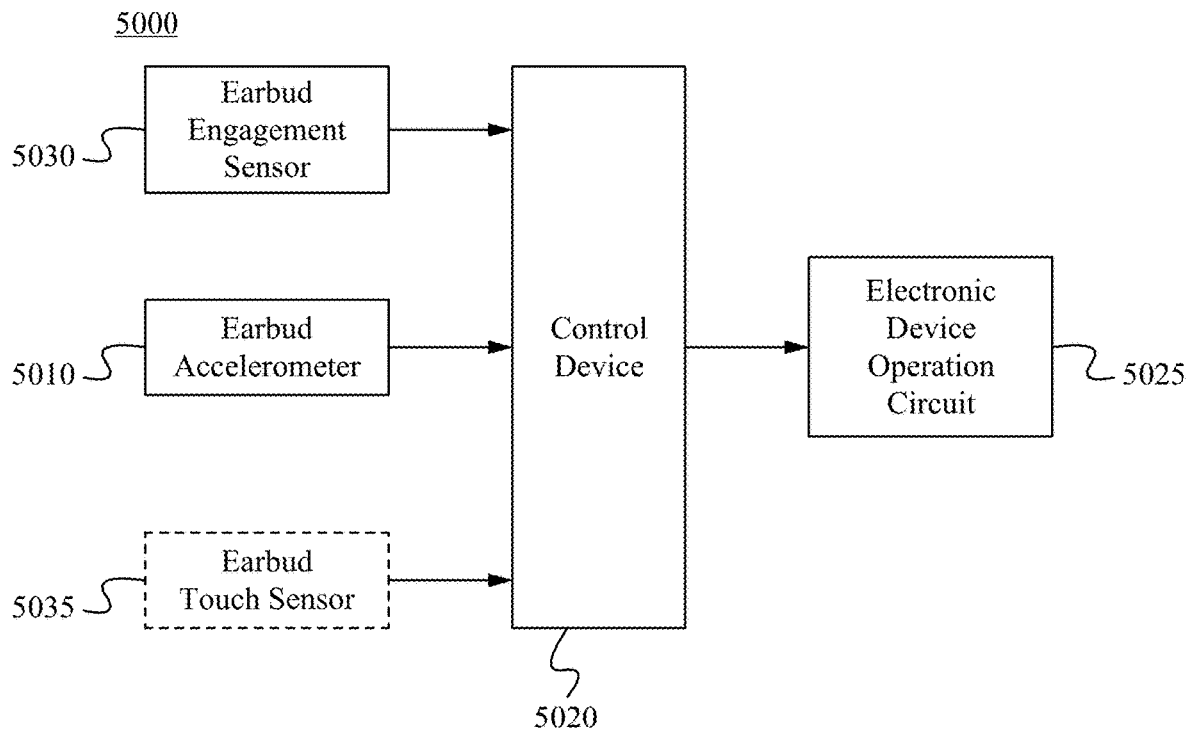 5000
Earbud
Engagement
Sensor
5030
Earbud
Accelerometer
5010
Earbud
Touch Sensor
5035
Control
Device
5020
Electronic
Device
Operation
Circuit
5025